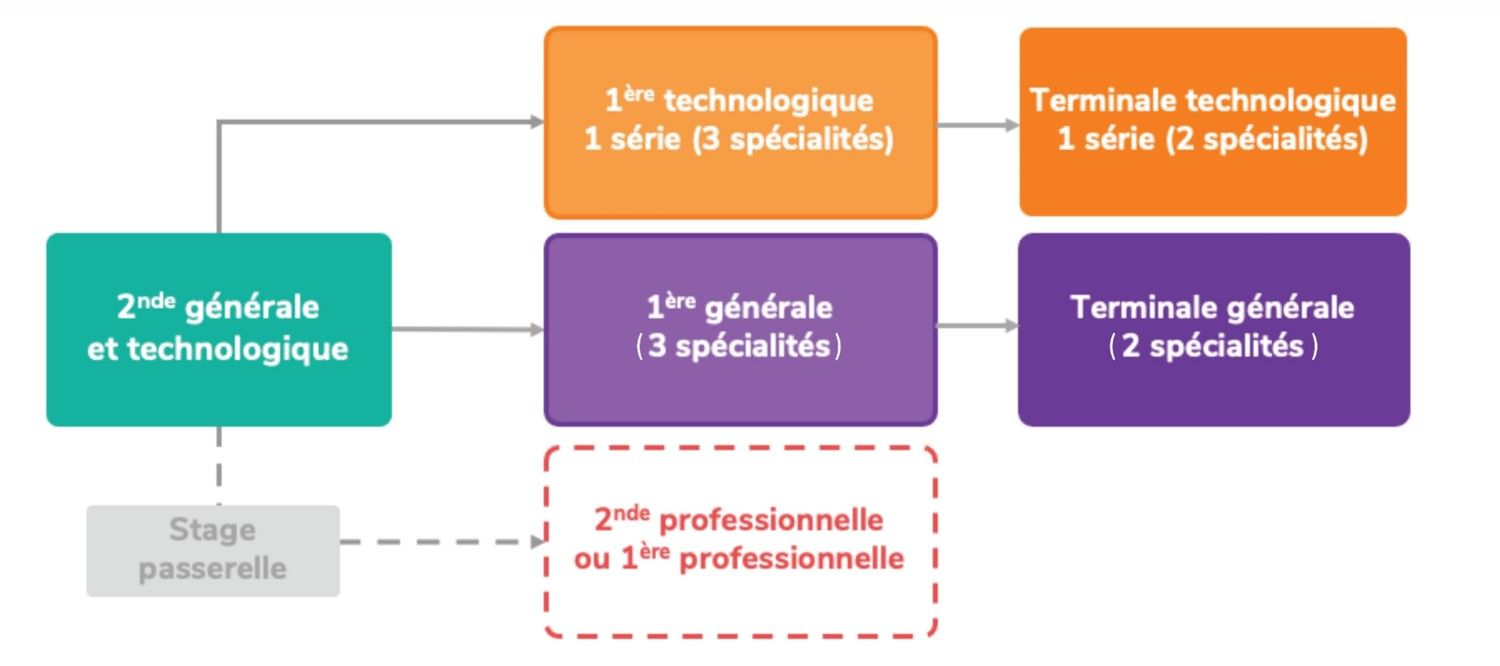 1ère technologique
1 série (3 spécialités)
Terminale technologique
1 série (2 spécialités)
2nde générale
et technologique
1ère générale
(3 spécialités)
Terminale générale
(2 spécialités)
Stage
passerelle
2nde professionnelle
ou 1ère professionnelle